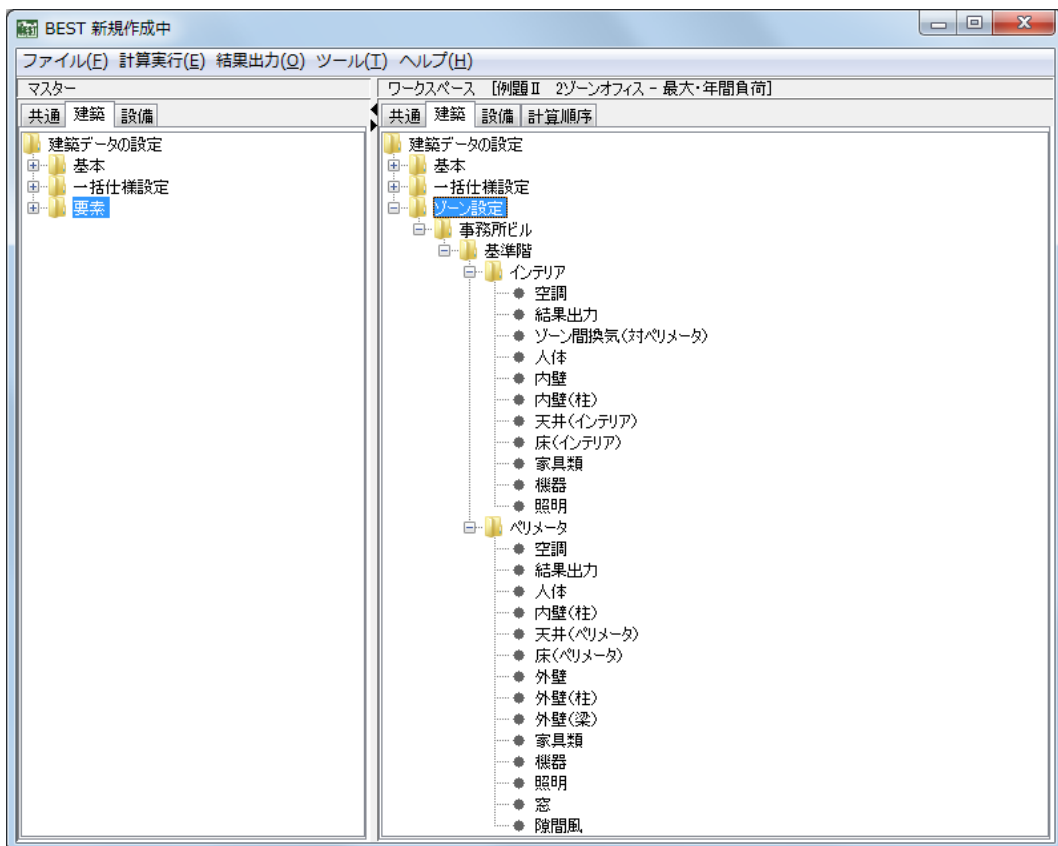 BEST 新規作成中
ファイル(F) 計算実行(E) 結果出力(O) ツール(T) ヘルプ(H)
マスター
共通 建築 設備
建築データの設定
基本
一括仕様設定
要素
ワークスペース [例題Ⅱ 2ゾーンオフィス - 最大・年間負荷]
共通 建築 設備 計算順序
建築データの設定
基本
一括仕様設定
ゾーン設定
事務所ビル
基準階
インテリア
空調
結果出力
ゾーン間換気(対ペリメータ)
人体
内壁
内壁(柱)
天井(インテリア)
床(インテリア)
家具類
機器
照明
ペリメータ
空調
結果出力
人体
内壁(柱)
天井(ペリメータ)
床(ペリメータ)
外壁
外壁(柱)
外壁(梁)
家具類
機器
照明
窓
隙間風